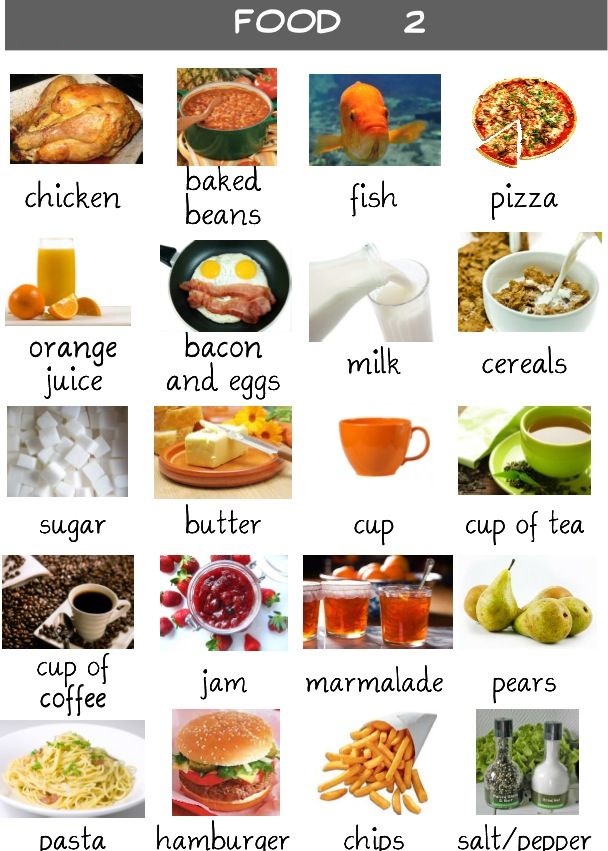 FOOD 2
chicken
baked
beans
fish
pizza
orange
juice
bacon
and eggs
milk
cereals
sugar
butter
cup
cup of tea
cup of
coffee
jam
marmalade
pears
pasta
hamburger
chips
salt/pepper